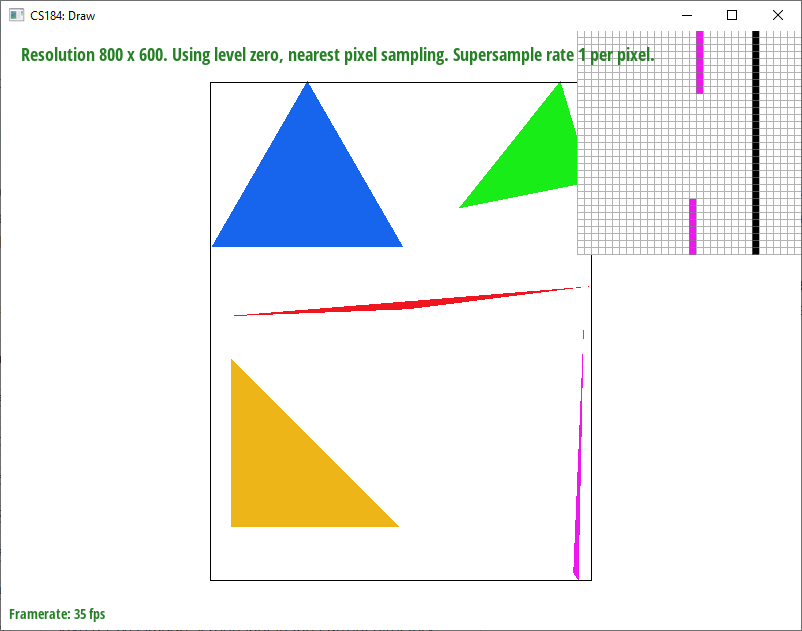 CS184: Draw
Resolution 800 x 600. Using level zero, nearest pixel sampling. Supersample rate 1 per pixel.
Framerate: 35 fps